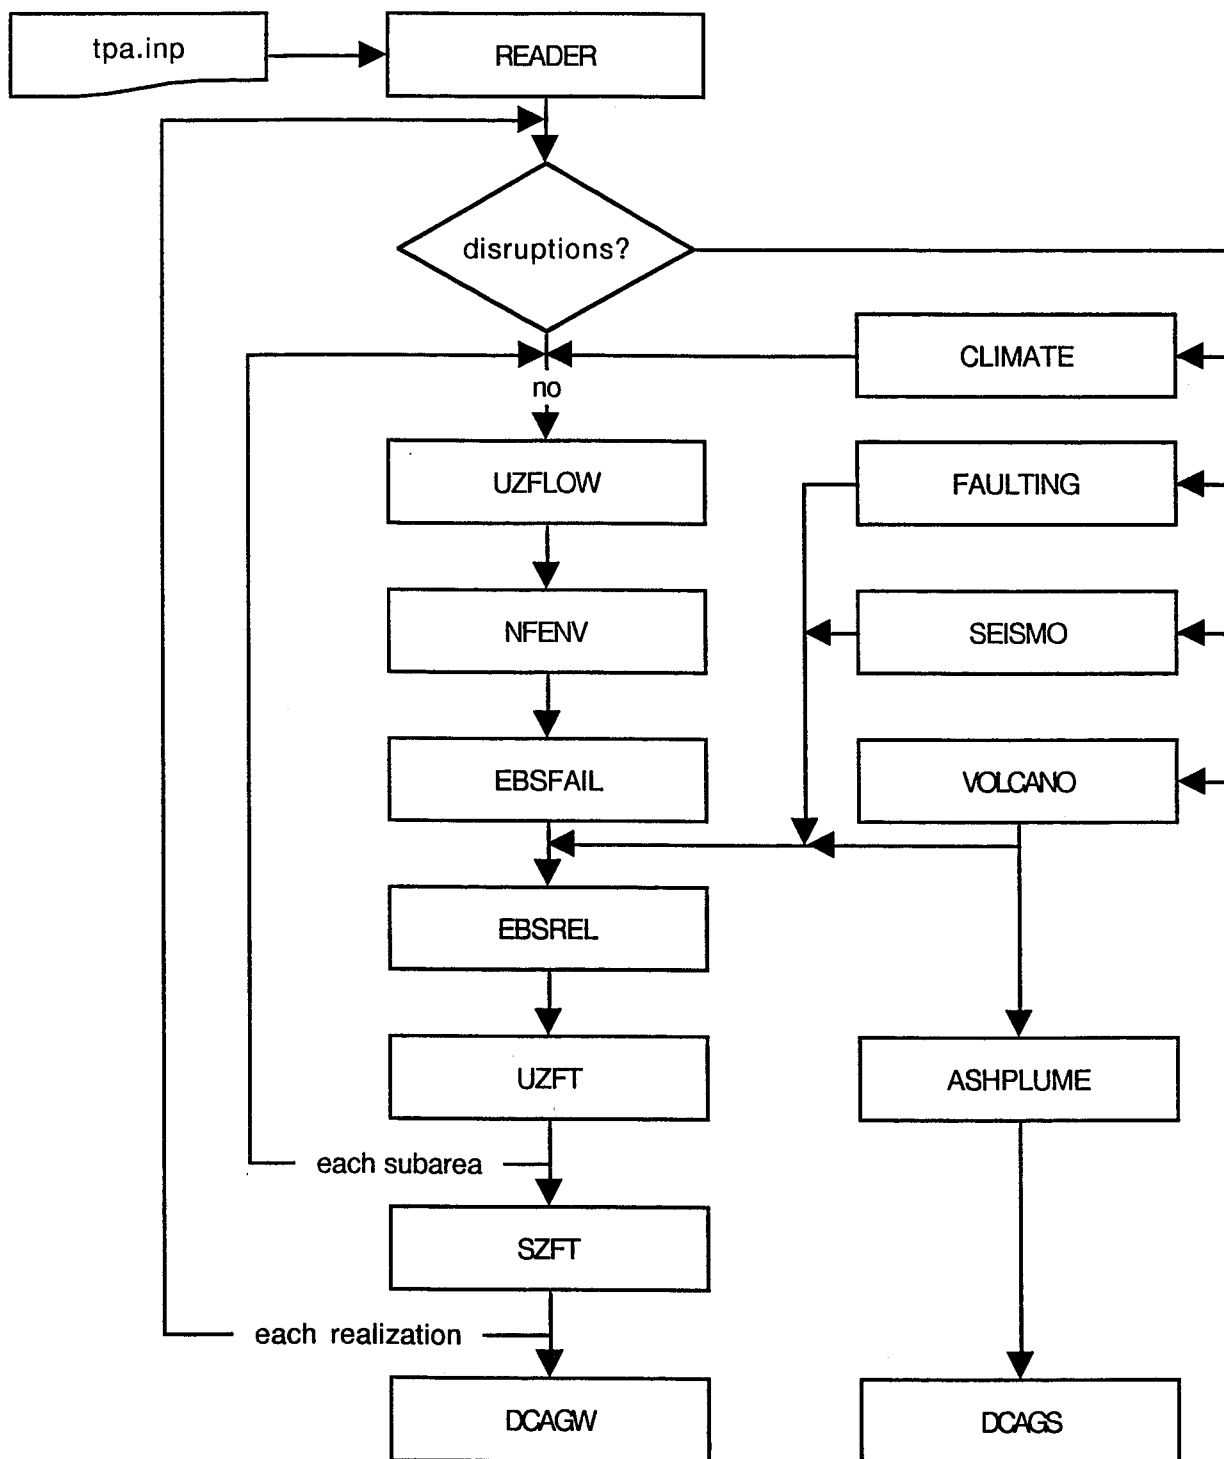 tpa.inp
READER
disruptions?
CLIMATE
no
UZFLOW
FAULTING
NFENV
SEISMO
EBSFAIL
VOLCANO
EBSREL
UZFT
ASHPLUME
each subarea
SZFT
each realization
DCAGW
DCAGS